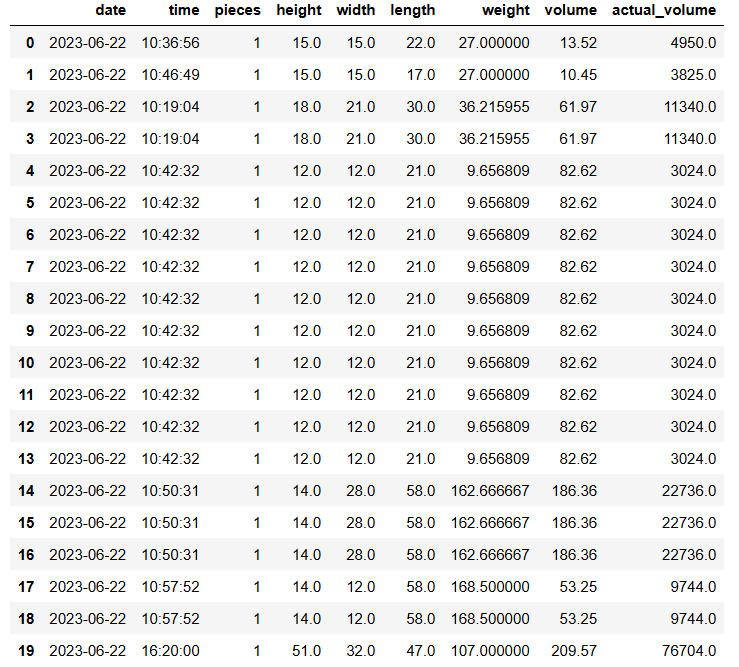 date time pieces height width length weight volume actual_volume
0 2023-06-22 10:36:56 1 15.0 15.0 22.0 27.000000 13.52 4950.0
1 2023-06-22 10:46:49 1 15.0 15.0 17.0 27.000000 10.45 3825.0
2 2023-06-22 10:19:04 1 18.0 21.0 30.0 36.215955 61.97 11340.0
3 2023-06-22 10:19:04 1 18.0 21.0 30.0 36.215955 61.97 11340.0
4 2023-06-22 10:42:32 1 12.0 12.0 21.0 9.656809 82.62 3024.0
5 2023-06-22 10:42:32 1 12.0 12.0 21.0 9.656809 82.62 3024.0
6 2023-06-22 10:42:32 1 12.0 12.0 21.0 9.656809 82.62 3024.0
7 2023-06-22 10:42:32 1 12.0 12.0 21.0 9.656809 82.62 3024.0
8 2023-06-22 10:42:32 1 12.0 12.0 21.0 9.656809 82.62 3024.0
9 2023-06-22 10:42:32 1 12.0 12.0 21.0 9.656809 82.62 3024.0
10 2023-06-22 10:42:32 1 12.0 12.0 21.0 9.656809 82.62 3024.0
11 2023-06-22 10:42:32 1 12.0 12.0 21.0 9.656809 82.62 3024.0
12 2023-06-22 10:42:32 1 12.0 12.0 21.0 9.656809 82.62 3024.0
13 2023-06-22 10:42:32 1 12.0 12.0 21.0 9.656809 82.62 3024.0
14 2023-06-22 10:50:31 1 14.0 28.0 58.0 162.666667 186.36 22736.0
15 2023-06-22 10:50:31 1 14.0 28.0 58.0 162.666667 186.36 22736.0
16 2023-06-22 10:50:31 1 14.0 28.0 58.0 162.666667 186.36 22736.0
17 2023-06-22 10:57:52 1 14.0 12.0 58.0 168.500000 53.25 9744.0
18 2023-06-22 10:57:52 1 14.0 12.0 58.0 168.500000 53.25 9744.0
19 2023-06-22 16:20:00 1 51.0 32.0 47.0 107.000000 209.57 76704.0